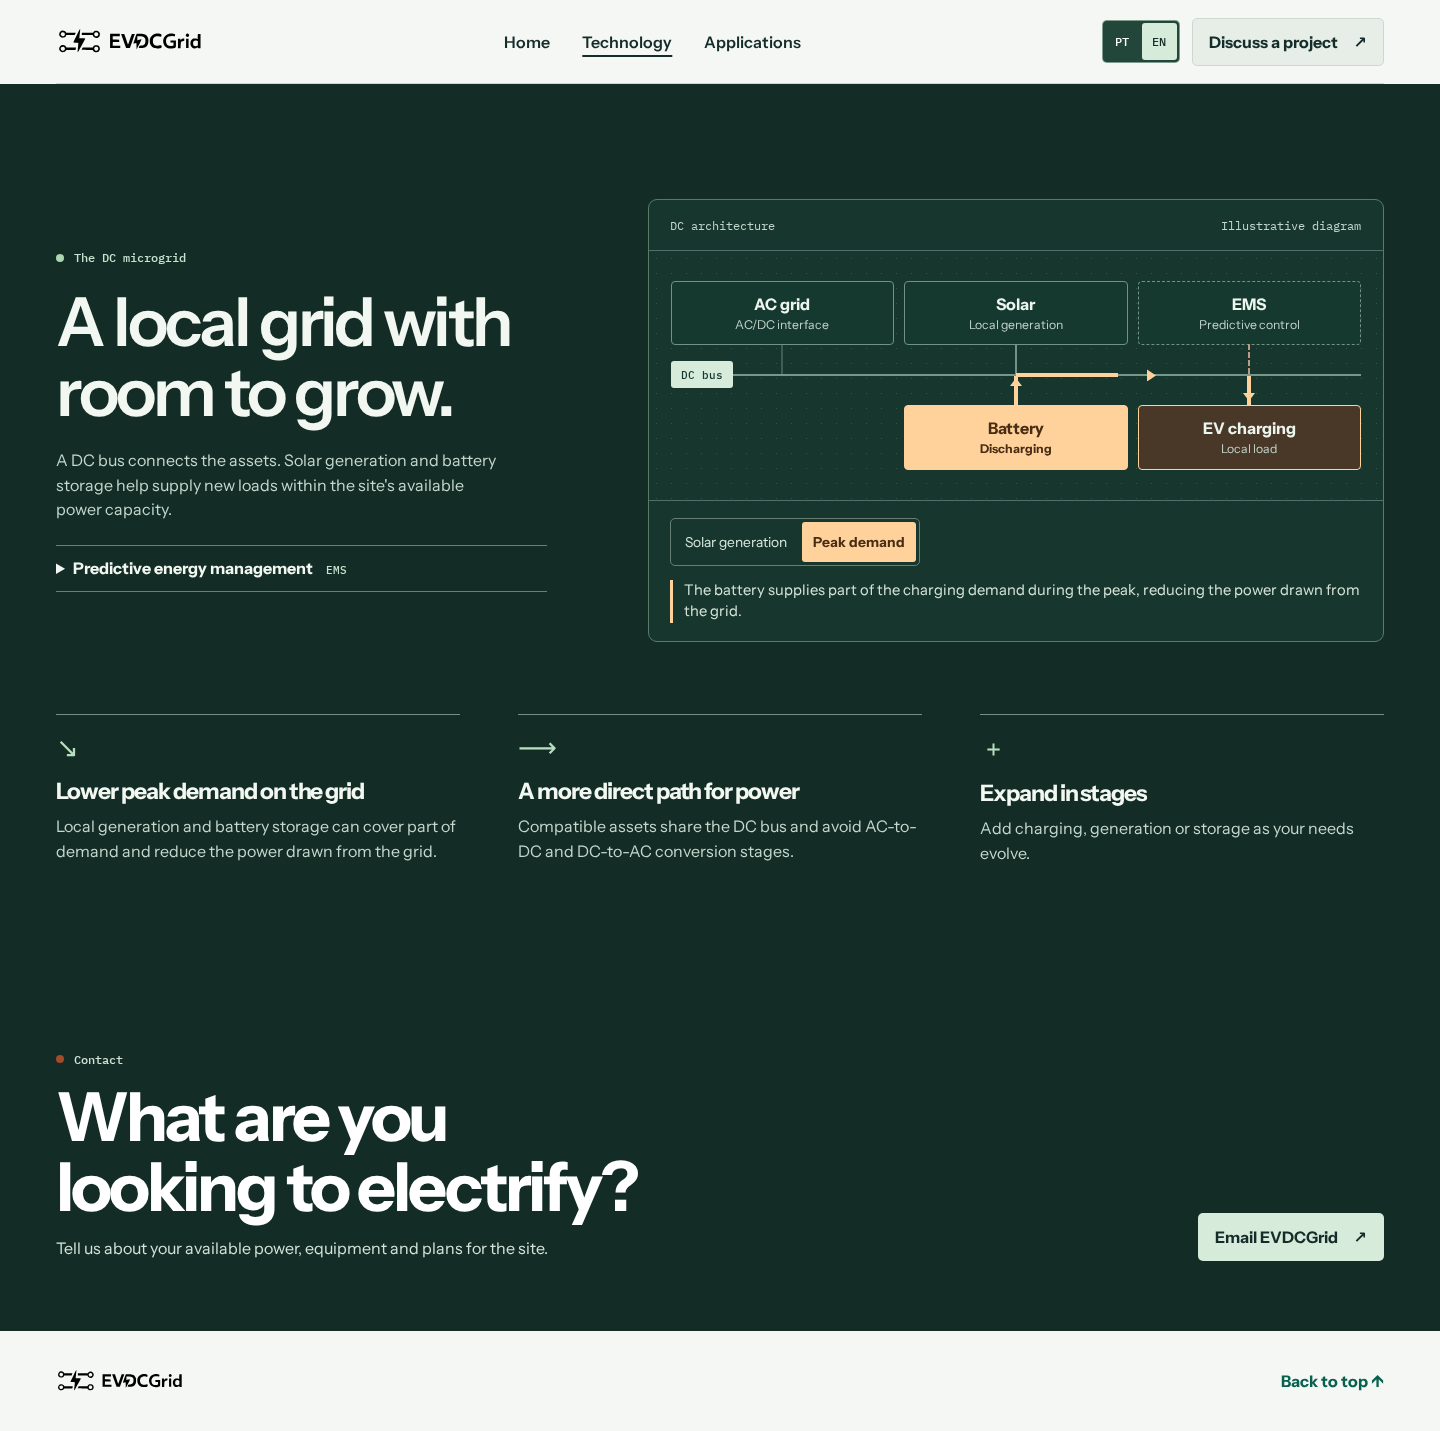 EVDCGrid
Home
Technology
Applications
PT
EN
Discuss a project ↗
The DC microgrid
A local grid with
room to grow.
A DC bus connects the assets. Solar generation and battery
storage help supply new loads within the site's available
power capacity.
Predictive energy management EMS
DC architecture
Illustrative diagram
AC grid
AC/DC interface
Solar
Local generation
EMS
Predictive control
DC bus
Battery
Discharging
EV charging
Local load
Solar generation
Peak demand
The battery supplies part of the charging demand during the peak, reducing the power drawn from
the grid.
Lower peak demand on the grid
Local generation and battery storage can cover part of
demand and reduce the power drawn from the grid.
A more direct path for power
Compatible assets share the DC bus and avoid AC-to-
DC and DC-to-AC conversion stages.
Expand in stages
Add charging, generation or storage as your needs
evolve.
Contact
What are you
looking to electrify?
Tell us about your available power, equipment and plans for the site.
Email EVDCGrid ↗
EVDCGrid
Back to top ↑